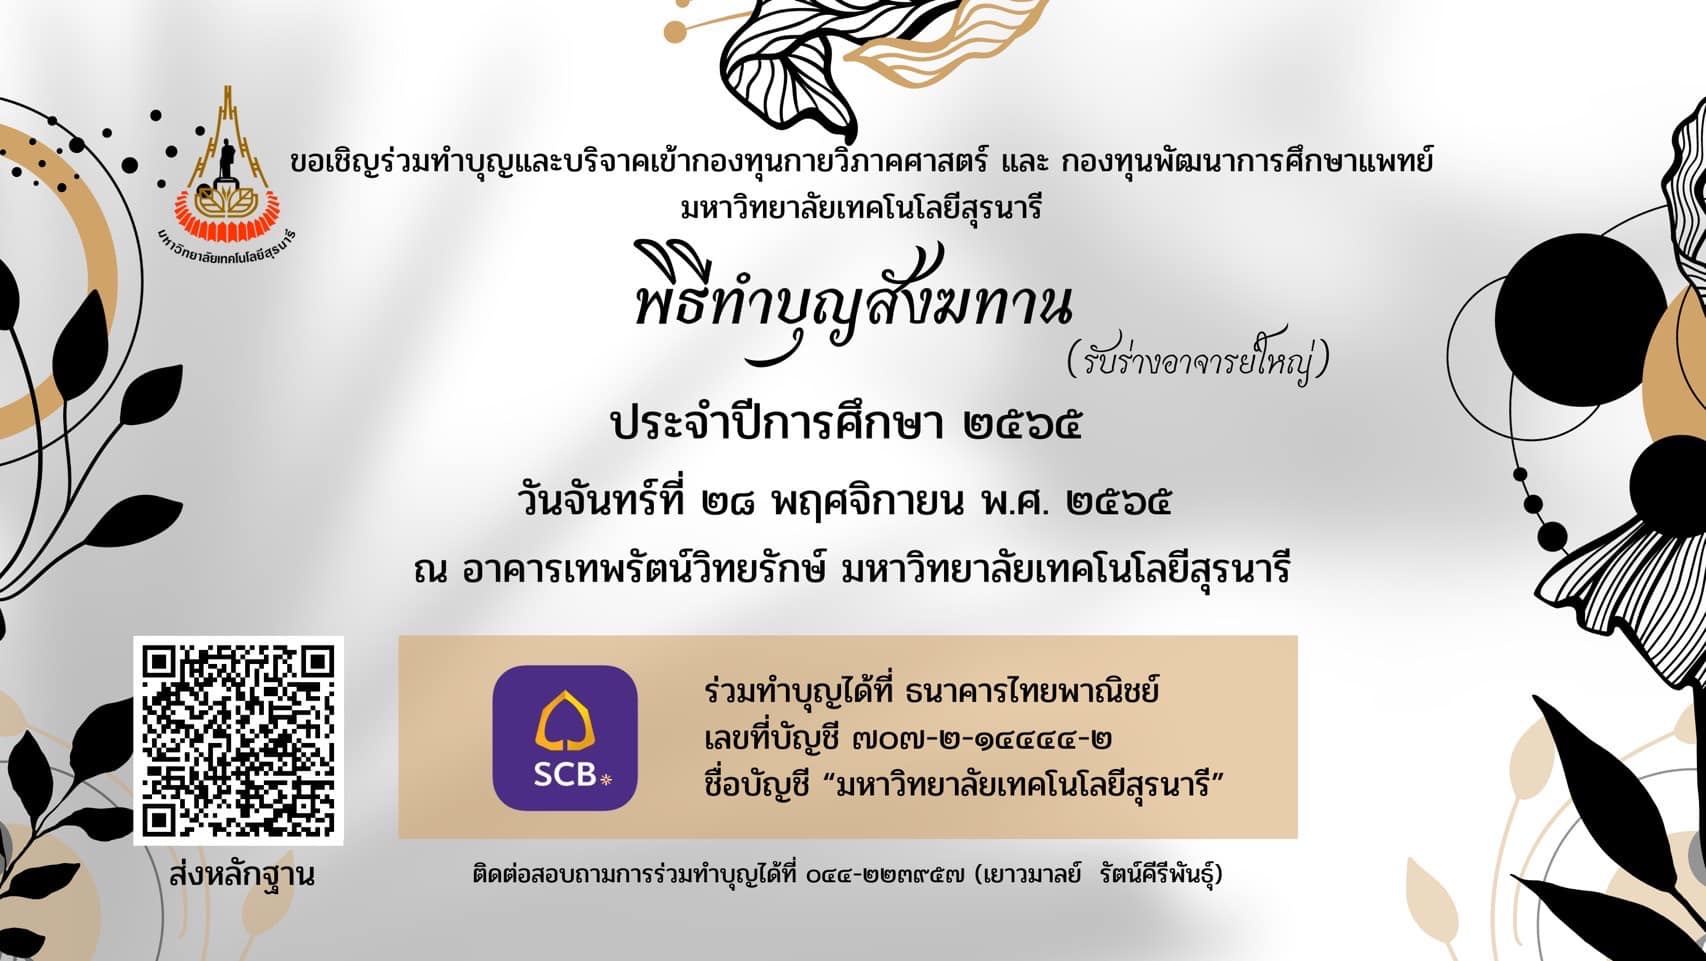 มหาวิทยาลัยเทคโนโลยีสุรนารี
ขอเชิญร่วมทำบุญและบริจาคเข้ากองทุนกายวิภาคศาสตร์ และ กองทุนพัฒนาการศึกษาแพทย์
มหาวิทยาลัยเทคโนโลยีสุรนารี
พิธีทำบุญสังฆทาน
(รับร่างอาจารย์ใหญ่)
ประจำปีการศึกษา ๒๕๖๕
วันจันทร์ที่ ๒๘ พฤศจิกายน พ.ศ. ๒๕๖๕
ณ อาคารเทพรัตน์วิทยรักษ์ มหาวิทยาลัยเทคโนโลยีสุรนารี
SCB
ร่วมทำบุญได้ที่ ธนาคารไทยพาณิชย์
เลขที่บัญชี ๗๐๗-๒-๑๔๔๔๔-๒
ชื่อบัญชี “มหาวิทยาลัยเทคโนโลยีสุรนารี”
ส่งหลักฐาน
ติดต่อสอบถามการร่วมทำบุญได้ที่ ๐๔๔-๒๒๓๙๕๗ (เยาวมาลย์ รัตน์คีรีพันธุ์)